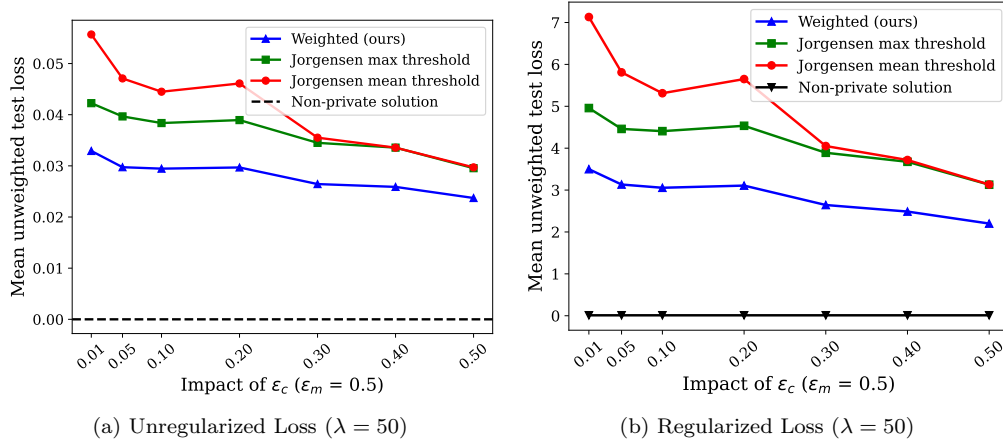 Mean unweighted test loss
0.05
0.04
0.03
0.02
0.01
0.00
Weighted (ours)
Jorgensen max threshold
Jorgensen mean threshold
Non-private solution
0.01
0.05
0.10
0.20
0.30
0.40
0.50
Impact of ε_c (ε_m = 0.5)
(a) Unregularized Loss (λ = 50)
Mean unweighted test loss
7
6
5
4
3
2
1
0
Weighted (ours)
Jorgensen max threshold
Jorgensen mean threshold
Non-private solution
0.01
0.05
0.10
0.20
0.30
0.40
0.50
Impact of ε_c (ε_m = 0.5)
(b) Regularized Loss (λ = 50)